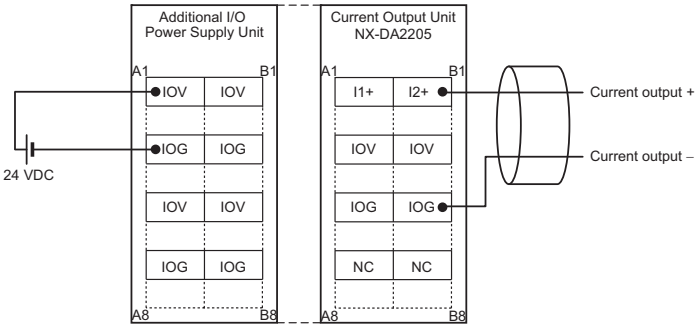 Additional I/O
Power Supply Unit
Current Output Unit
NX-DA2205
A1 B1 A1 B1
IOV IOV I1+ I2+ Current output +
IOG IOG IOV IOV Current output –
24 VDC
IOV IOV IOG IOG
IOG IOG NC NC
A8 B8 A8 B8